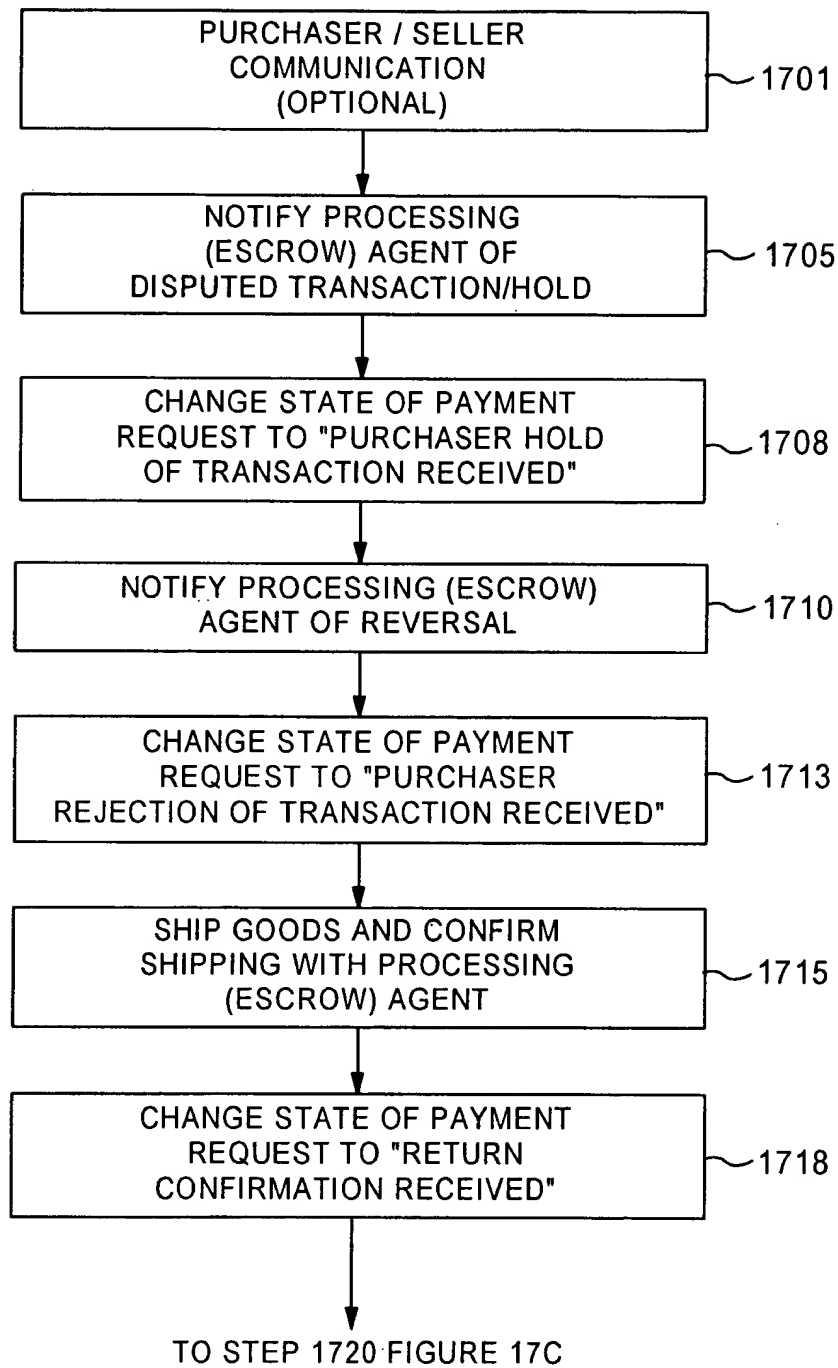 PURCHASER / SELLER
COMMUNICATION
(OPTIONAL)
1701
NOTIFY PROCESSING
(ESCROW) AGENT OF
DISPUTED TRANSACTION/HOLD
1705
CHANGE STATE OF PAYMENT
REQUEST TO "PURCHASER HOLD
OF TRANSACTION RECEIVED"
1708
NOTIFY PROCESSING (ESCROW)
AGENT OF REVERSAL
1710
CHANGE STATE OF PAYMENT
REQUEST TO "PURCHASER
REJECTION OF TRANSACTION RECEIVED"
1713
SHIP GOODS AND CONFIRM
SHIPPING WITH PROCESSING
(ESCROW) AGENT
1715
CHANGE STATE OF PAYMENT
REQUEST TO "RETURN
CONFIRMATION RECEIVED"
1718
TO STEP 1720 FIGURE 17C